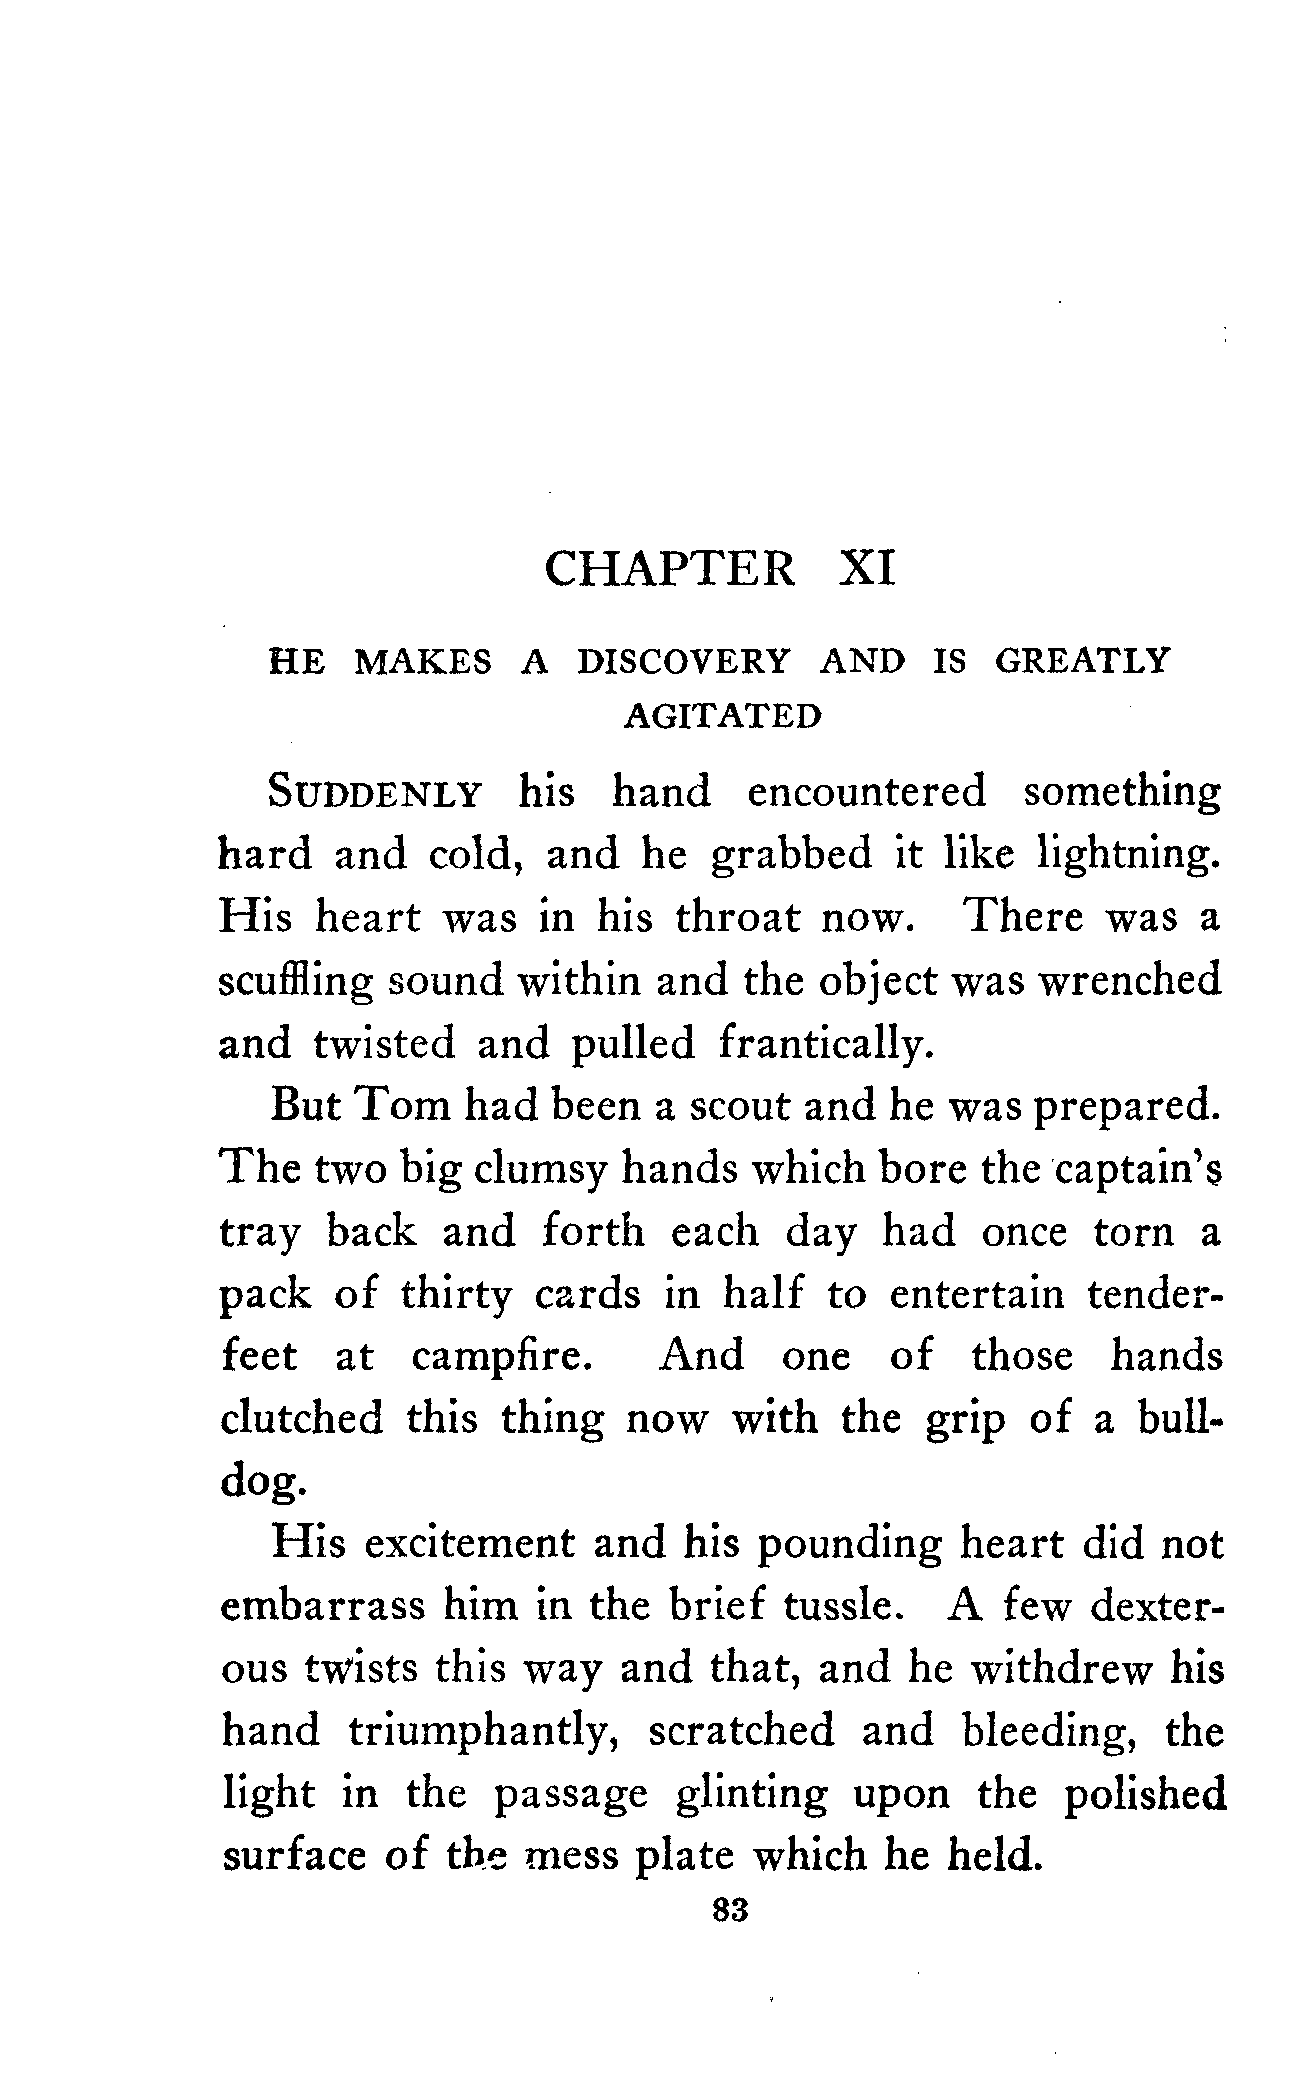 CHAPTER XI
HE MAKES A DISCOVERY AND IS GREATLY
AGITATED
SUDDENLY his hand encountered something
hard and cold, and he grabbed it like lightning.
His heart was in his throat now. There was a
scuffling sound within and the object was wrenched
and twisted and pulled frantically.
But Tom had been a scout and he was prepared.
The two big clumsy hands which bore the captain's
tray back and forth each day had once torn a
pack of thirty cards in half to entertain tender-
feet at campfire. And one of those hands
clutched this thing now with the grip of a bull-
dog.
His excitement and his pounding heart did not
embarrass him in the brief tussle. A few dexter-
ous twists this way and that, and he withdrew his
hand triumphantly, scratched and bleeding, the
light in the passage glinting upon the polished
surface of the mess plate which he held.
83